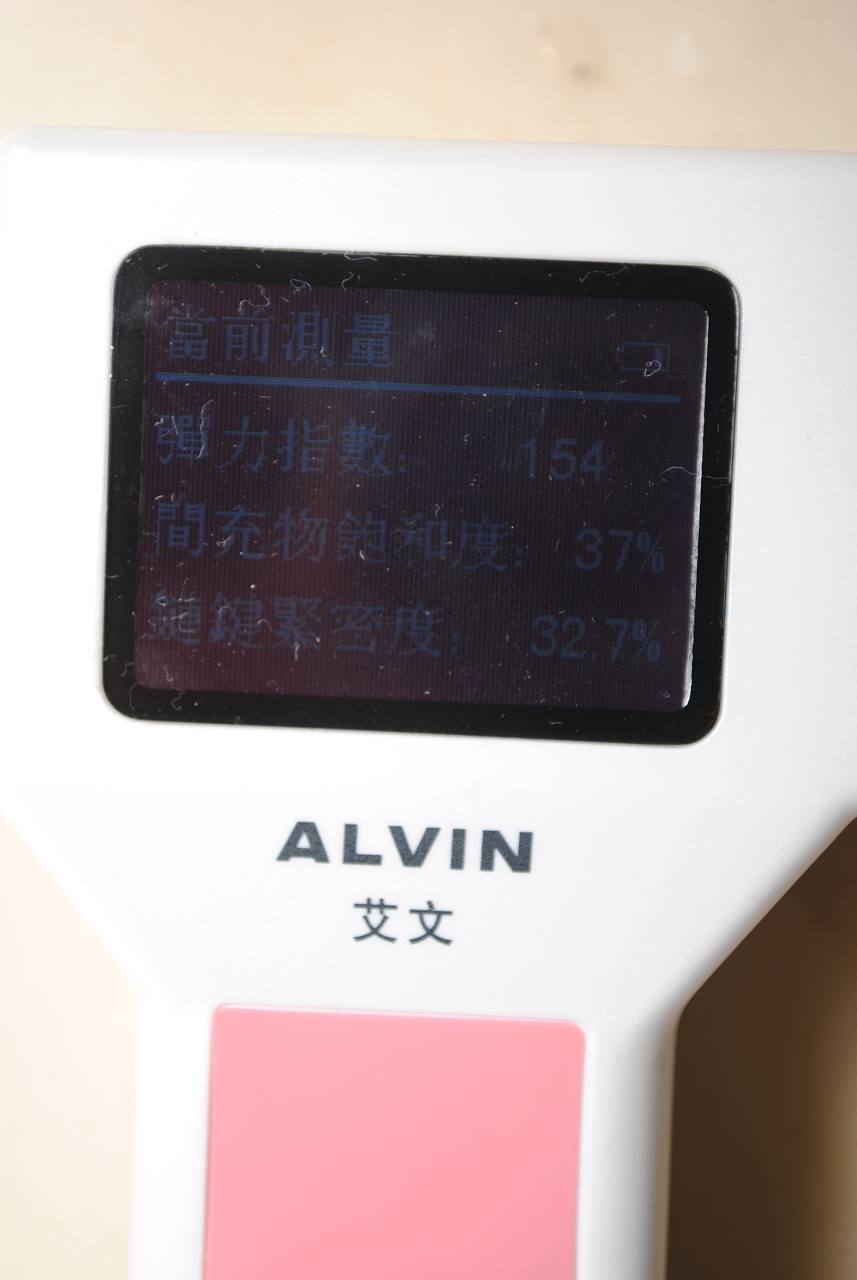 當前測量
彈力指數: 154
間充物飽和度: 37%
鏈鍵緊密度: 32.7%
ALVIN
艾文